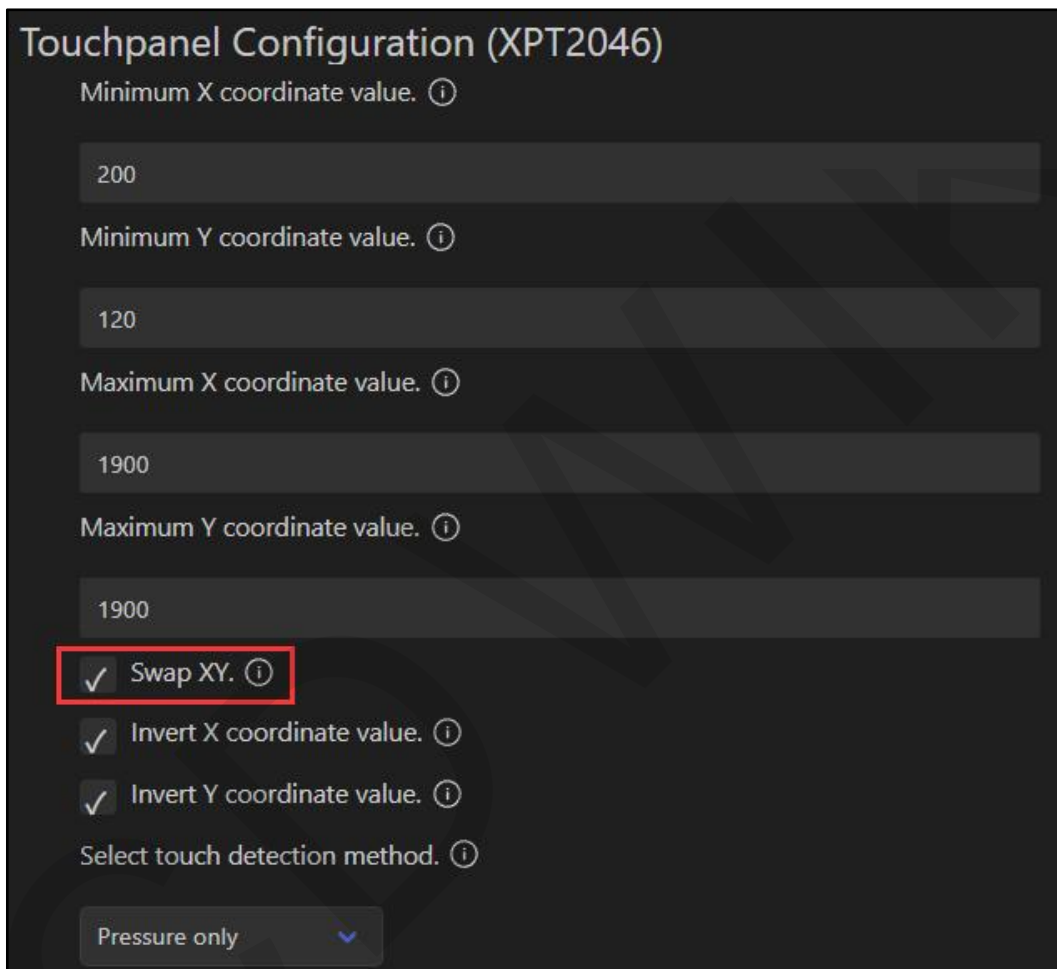 Touchpanel Configuration (XPT2046)
Minimum X coordinate value.
200
Minimum Y coordinate value.
120
Maximum X coordinate value.
1900
Maximum Y coordinate value.
1900
Swap XY.
Invert X coordinate value.
Invert Y coordinate value.
Select touch detection method.
Pressure only